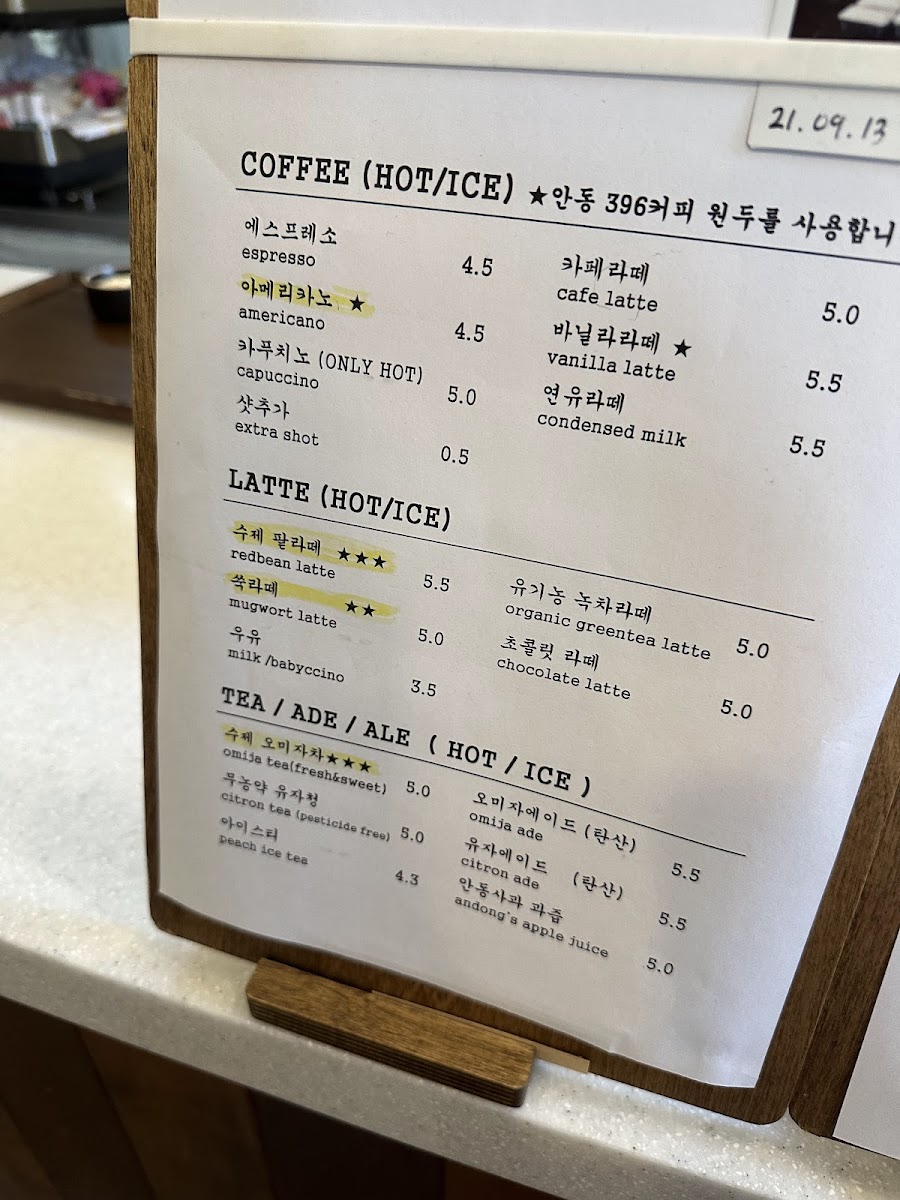 21.09.13
COFFEE (HOT/ICE) ★안동 396커피 원두를 사용합니
에스프레소
espresso 4.5
아메리카노 ★
americano 4.5
카푸치노 (ONLY HOT)
capuccino 5.0
샷추가
extra shot 0.5
카페라떼
cafe latte 5.0
바닐라라떼 ★
vanilla latte 5.5
연유라떼
condensed milk 5.5
LATTE (HOT/ICE)
수제 팥라떼 ★★★
redbean latte 5.5
쑥라떼 ★★
mugwort latte 5.0
우유
milk /babyccino 3.5
유기농 녹차라떼
organic greentea latte 5.0
초콜릿 라떼
chocolate latte 5.0
TEA / ADE / ALE ( HOT / ICE )
수제 오미자차★★★
omija tea(fresh&sweet) 5.0
무농약 유자청
citron tea (pesticide free) 5.0
아이스티
peach ice tea 4.3
오미자에이드 (탄산)
omija ade 5.5
유자에이드 (탄산)
citron ade 5.5
안동사과 과즙
andong's apple juice 5.0